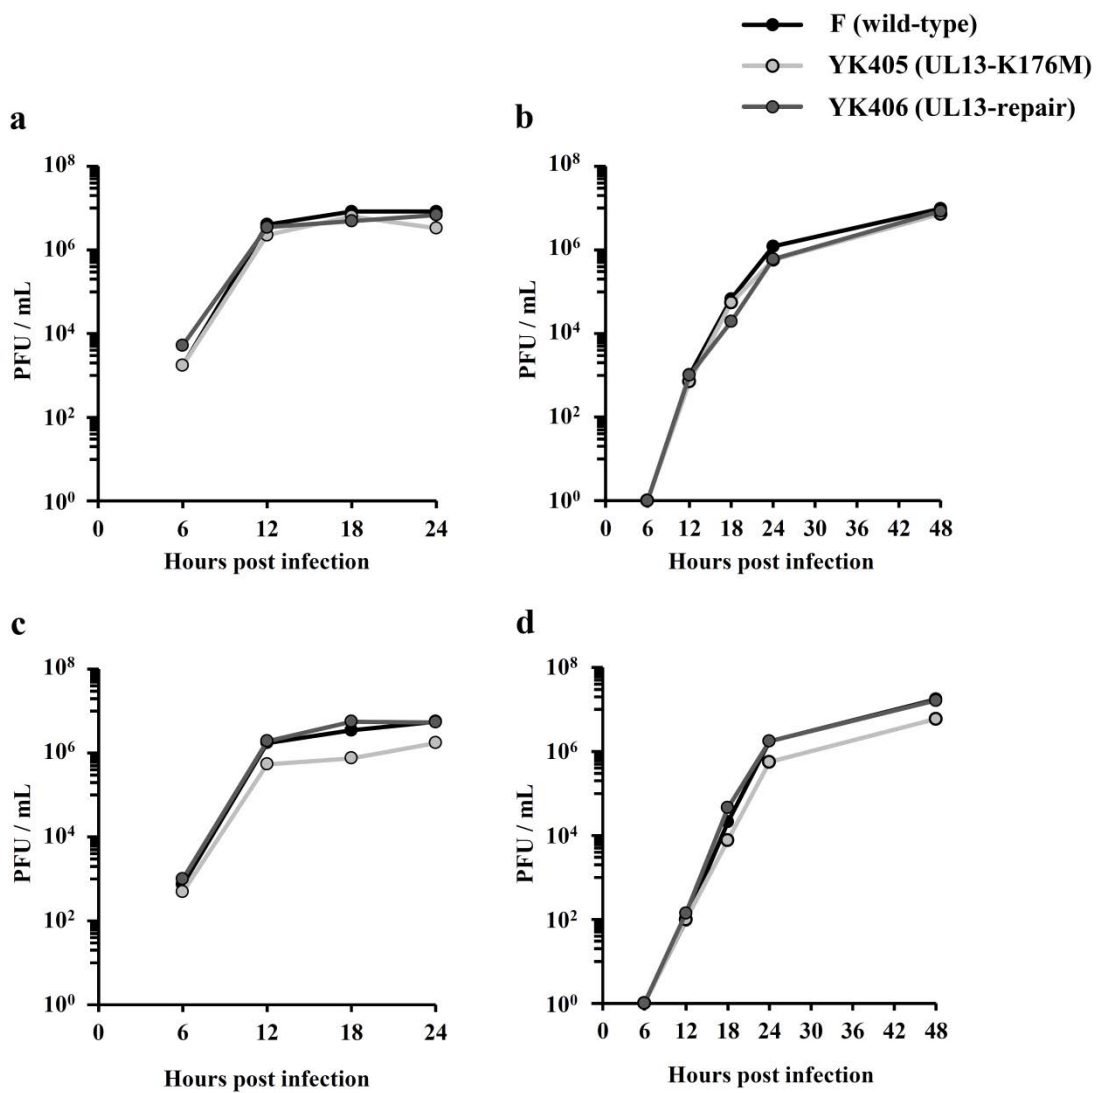 F (wild-type)
YK405 (UL13-K176M)
YK406 (UL13-repair)
a
10⁸
10⁶
10⁴
10²
10⁰
PFU / mL
0 6 12 18 24
Hours post infection
b
10⁸
10⁶
10⁴
10²
10⁰
PFU / mL
0 6 12 18 24 30 36 42 48
Hours post infection
c
10⁸
10⁶
10⁴
10²
10⁰
PFU / mL
0 6 12 18 24
Hours post infection
d
10⁸
10⁶
10⁴
10²
10⁰
PFU / mL
0 6 12 18 24 30 36 42 48
Hours post infection